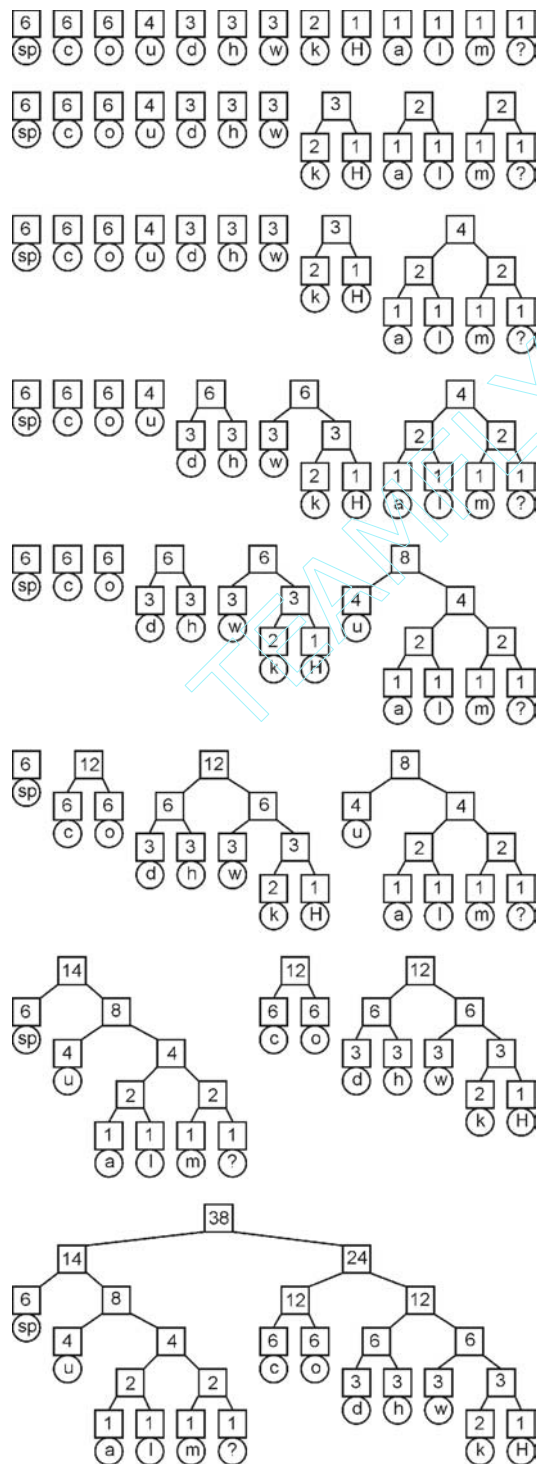 6 6 6 4 3 3 3 2 1 1 1 1 1
sp c o u d h w k H a l m ?
3 2 2
6 6 6 4 3 3 3
sp c o u d h w
2 1 1 1 1 1
k H a l m ?
6 6 6 4 3 3 3 3 4
sp c o u d h w
2 1 2 2
k H
1 1 1 1
a l m ?
6 6 6 4 6 6 4
sp c o u
3 3 3 3 2 2
d h w
2 1 1 1 1 1
k H a l m ?
6 6 6 6 6 8
sp c o
3 3 3 3 4 4
d h w u
2 1 2 2
k H
1 1 1 1
a l m ?
6 12 12 8
sp
6 6 6 6 4 4
c o u
3 3 3 3 2 2
d h w
2 1 1 1 1 1
k H a l m ?
14 12 12
6 8 6 6 6 6
sp c o
4 4 3 3 3 3
u d h w
2 2 2 1
k H
1 1 1 1
a l m ?
38
14 24
6 8 12 12
sp
4 4 6 6 6 6
u c o
2 2 3 3 3 3
d h w
1 1 1 1 2 1
a l m ? k H
TEAMFLY